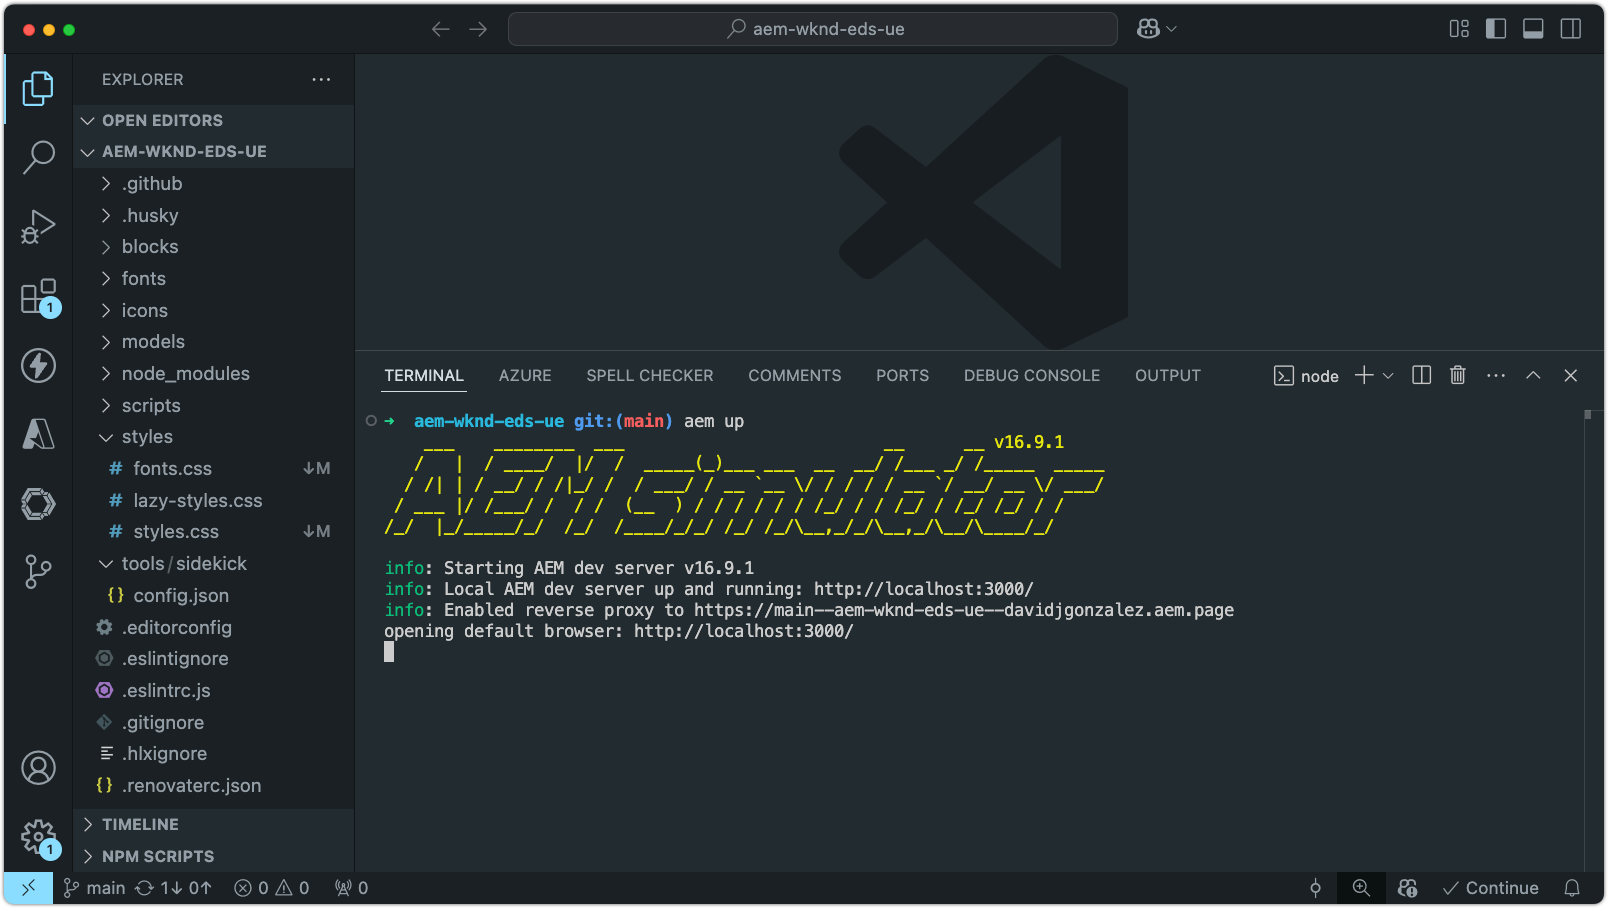 aem-wknd-eds-ue
EXPLORER
OPEN EDITORS
AEM-WKND-EDS-UE
.github
.husky
blocks
fonts
icons
models
node_modules
scripts
styles
# fonts.css ↓M
# lazy-styles.css
# styles.css ↓M
tools/sidekick
{} config.json
.editorconfig
.eslintignore
.eslintrc.js
.gitignore
.hlxignore
{} .renovaterc.json
TIMELINE
NPM SCRIPTS
1
1
TERMINAL AZURE SPELL CHECKER COMMENTS PORTS DEBUG CONSOLE OUTPUT node
➜ aem-wknd-eds-ue git:(main) aem up
v16.9.1
AEM simulator
info: Starting AEM dev server v16.9.1
info: Local AEM dev server up and running: http://localhost:3000/
info: Enabled reverse proxy to https://main--aem-wknd-eds-ue--davidjgonzalez.aem.page
opening default browser: http://localhost:3000/
main 1↓ 0↑ 0 0 0 Continue